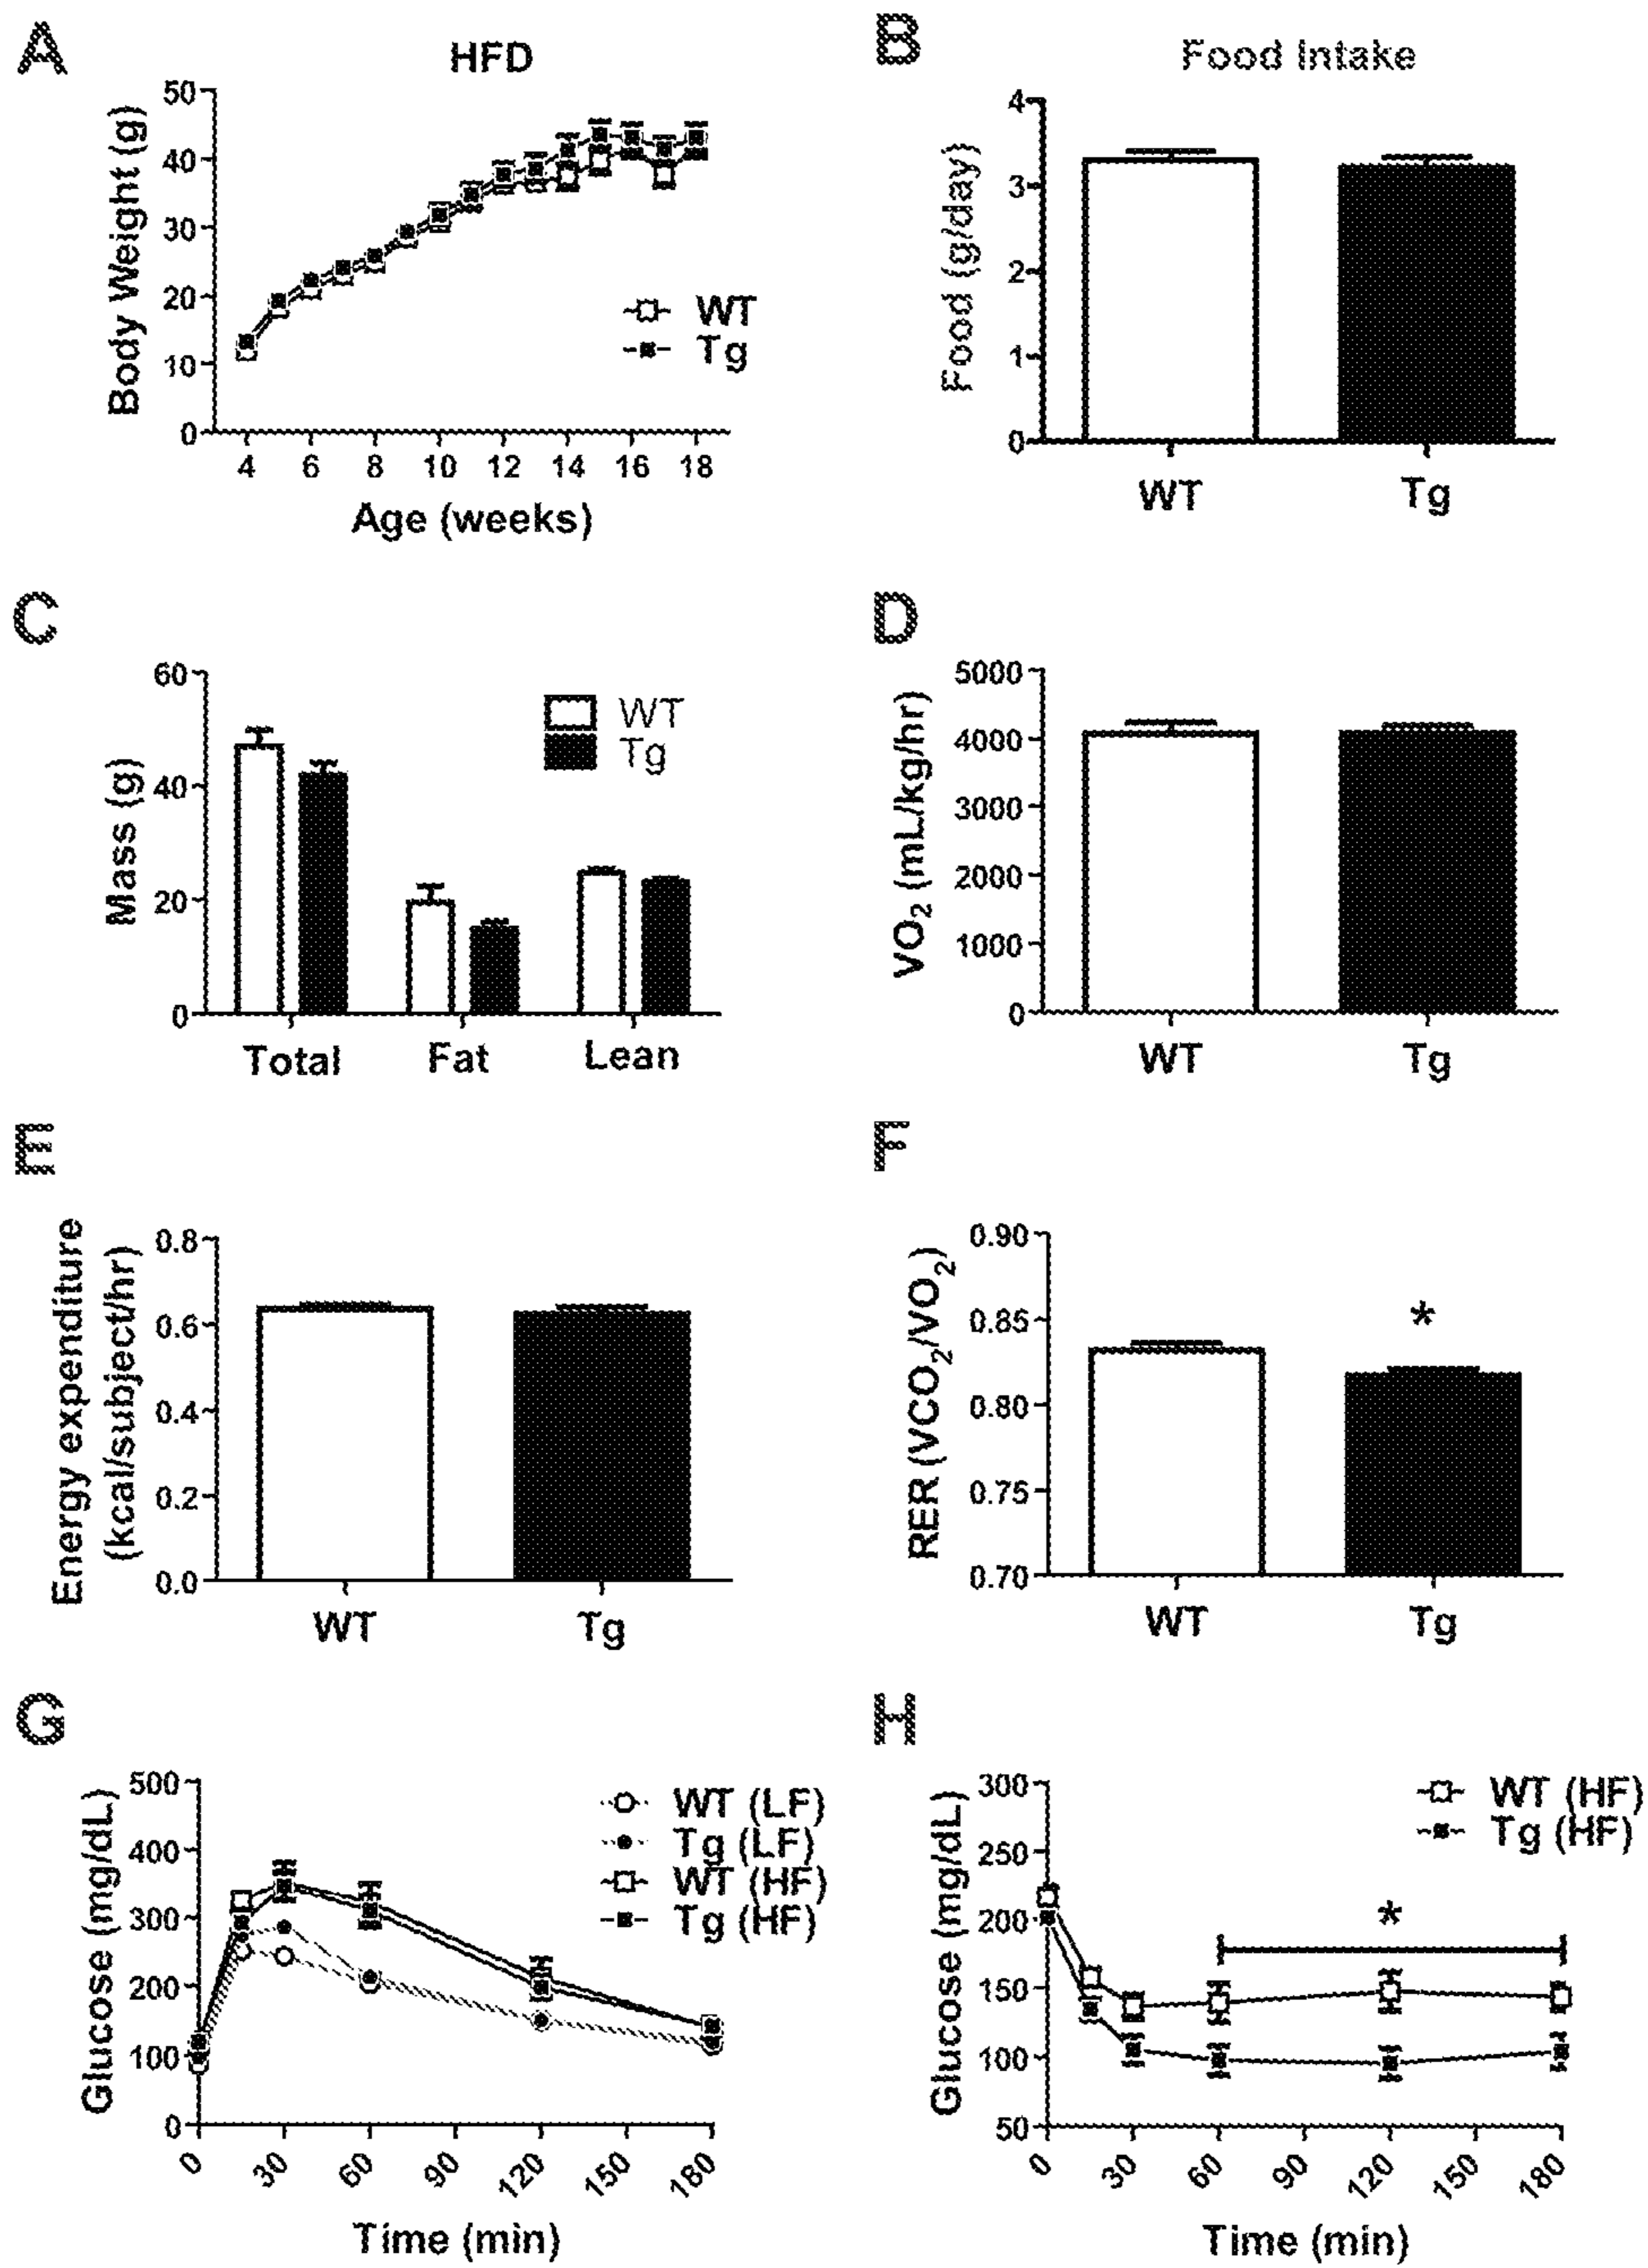 A
HFD
Body Weight (g)
50
40
30
20
10
0
WT
Tg
4 6 8 10 12 14 16 18
Age (weeks)
B
Food Intake
Food (g/day)
4
3
2
1
0
WT Tg
C
Mass (g)
60
40
20
0
WT
Tg
Total Fat Lean
D
VO2 (mL/kg/hr)
5000
4000
3000
2000
1000
0
WT Tg
E
Energy expenditure
(kcal/subject/hr)
0.8
0.6
0.4
0.2
0.0
WT Tg
F
RER (VCO2/VO2)
0.90
0.85
0.80
0.75
0.70
*
WT Tg
G
Glucose (mg/dL)
500
400
300
200
100
0
WT (LF)
Tg (LF)
WT (HF)
Tg (HF)
0 30 60 90 120 150 180
Time (min)
H
Glucose (mg/dL)
300
250
200
150
100
50
WT (HF)
Tg (HF)
*
0 30 60 90 120 150 180
Time (min)